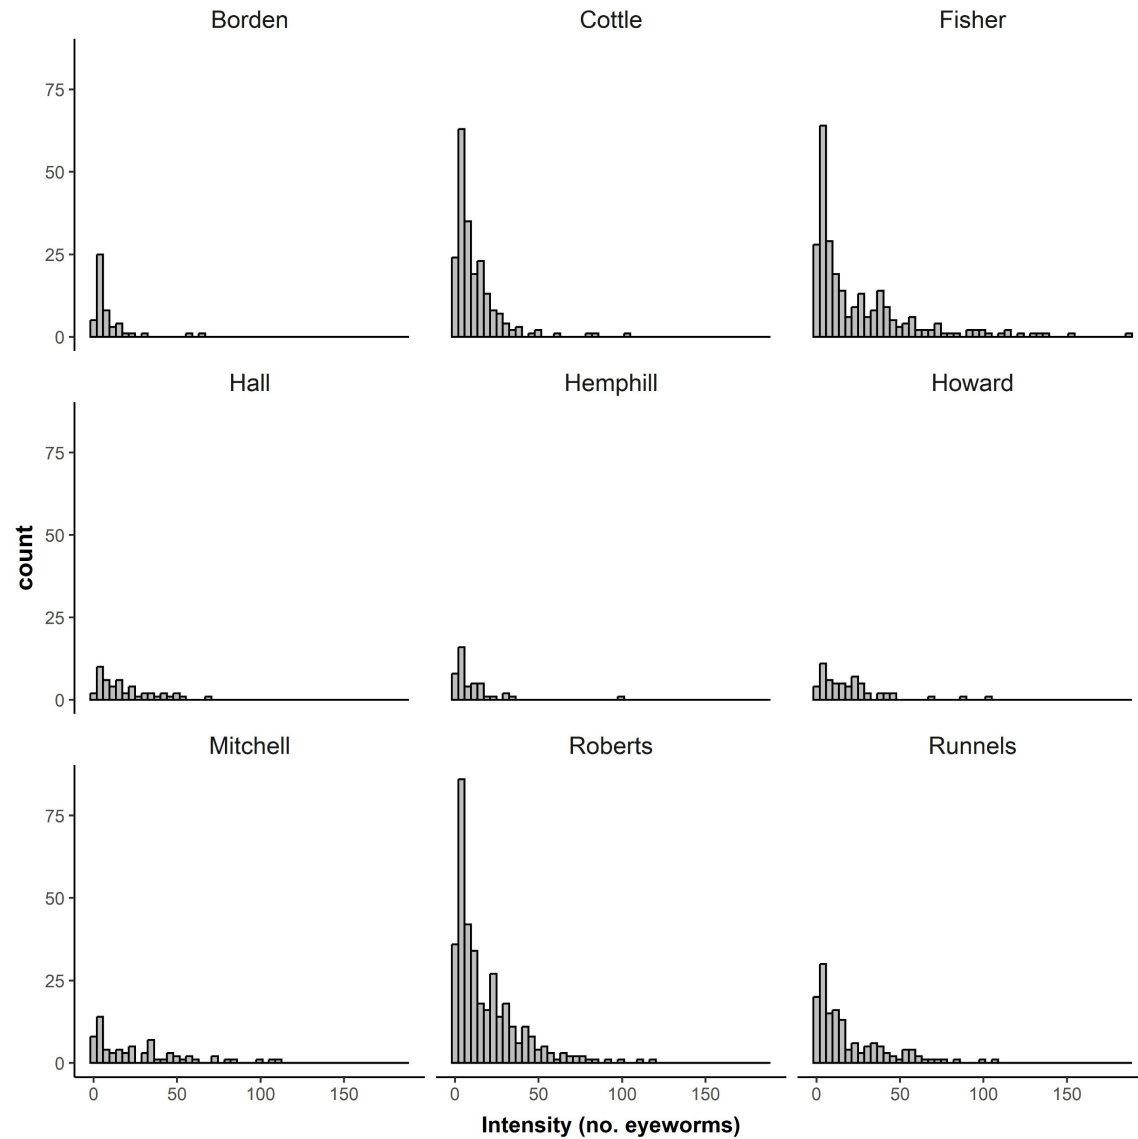 Borden Cottle Fisher
75
50
25
0
Hall Hemphill Howard
75
50
25
0
count
Mitchell Roberts Runnels
75
50
25
0
0 50 100 150 0 50 100 150 0 50 100 150
Intensity (no. eyeworms)